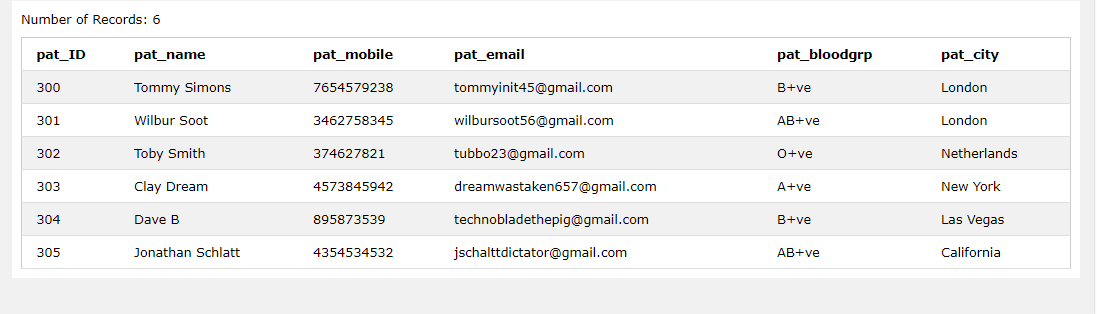 Number of Records: 6
pat_ID pat_name pat_mobile pat_email pat_bloodgrp pat_city
300 Tommy Simons 7654579238 tommyinit45@gmail.com B+ve London
301 Wilbur Soot 3462758345 wilbursoot56@gmail.com AB+ve London
302 Toby Smith 374627821 tubbo23@gmail.com O+ve Netherlands
303 Clay Dream 4573845942 dreamwastaken657@gmail.com A+ve New York
304 Dave B 895873539 technobladethepig@gmail.com B+ve Las Vegas
305 Jonathan Schlatt 4354534532 jschalttdictator@gmail.com AB+ve California